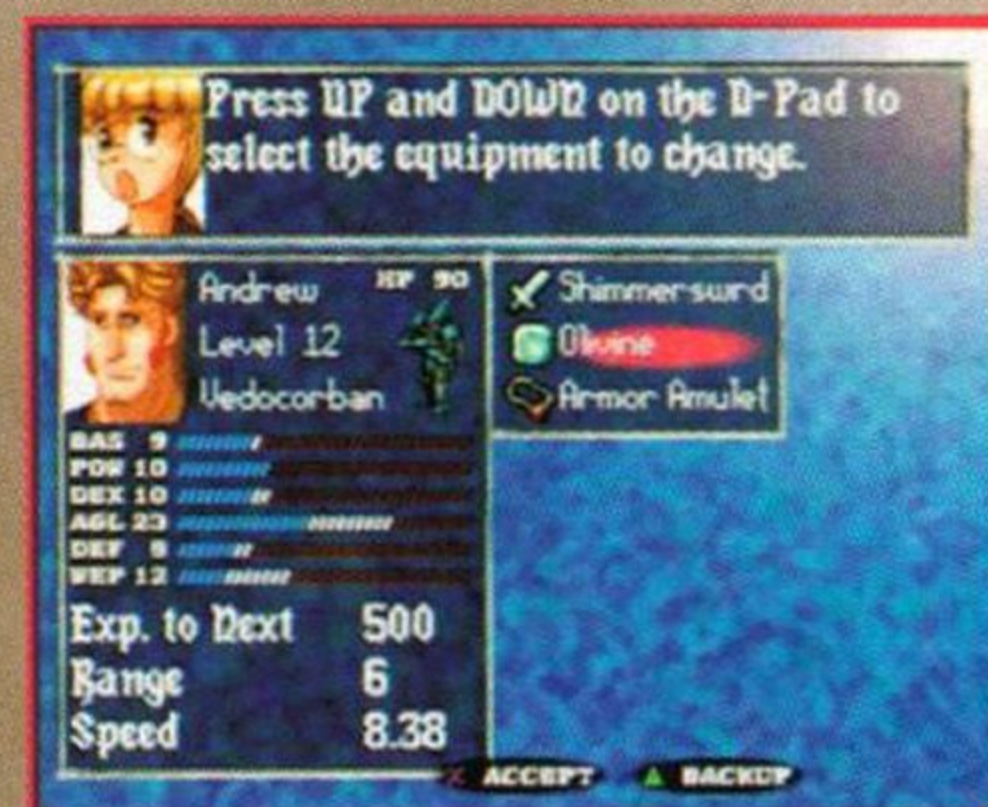 Press UP and DOWN on the D-Pad to
select the equipment to change.
Andrew HP 90
Level 12
Vedocorban
BAS 9
POW 10
DEX 10
AGL 23
DEF
WEP 12
Exp. to Next 500
Range 6
Speed 8.38
Shimmerswrd
Olivine
Armor Amulet
X ACCEPT
BACKUP